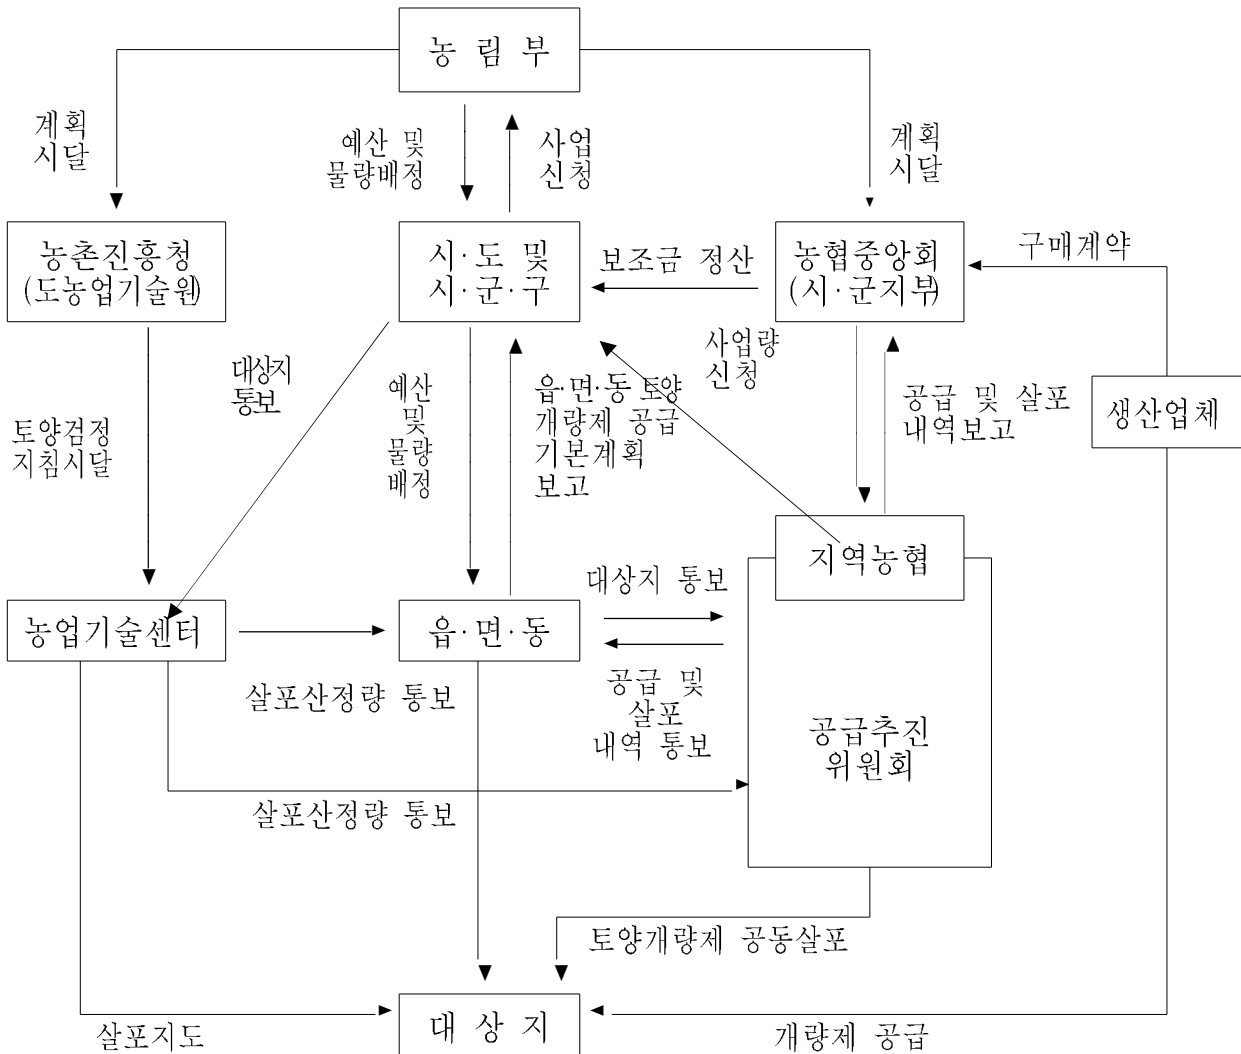 농 림 부
계획
시달
예산 및
물량배정
사업
신청
계획
시달
농촌진흥청
(도농업기술원)
시·도 및
시·군·구
보조금 정산
농협중앙회
(시·군지부)
구매계약
대상지
통보
예산
및
물량
배정
읍·면·동 토양
개량제 공급
기본계획
보고
사업량
신청
공급 및 살포
내역보고
생산업체
토양검정
지침시달
지역농협
대상지 통보
농업기술센터
읍·면·동
살포산정량 통보
공급 및
살포
내역 통보
공급추진
위원회
살포산정량 통보
토양개량제 공동살포
대 상 지
살포지도
개량제 공급